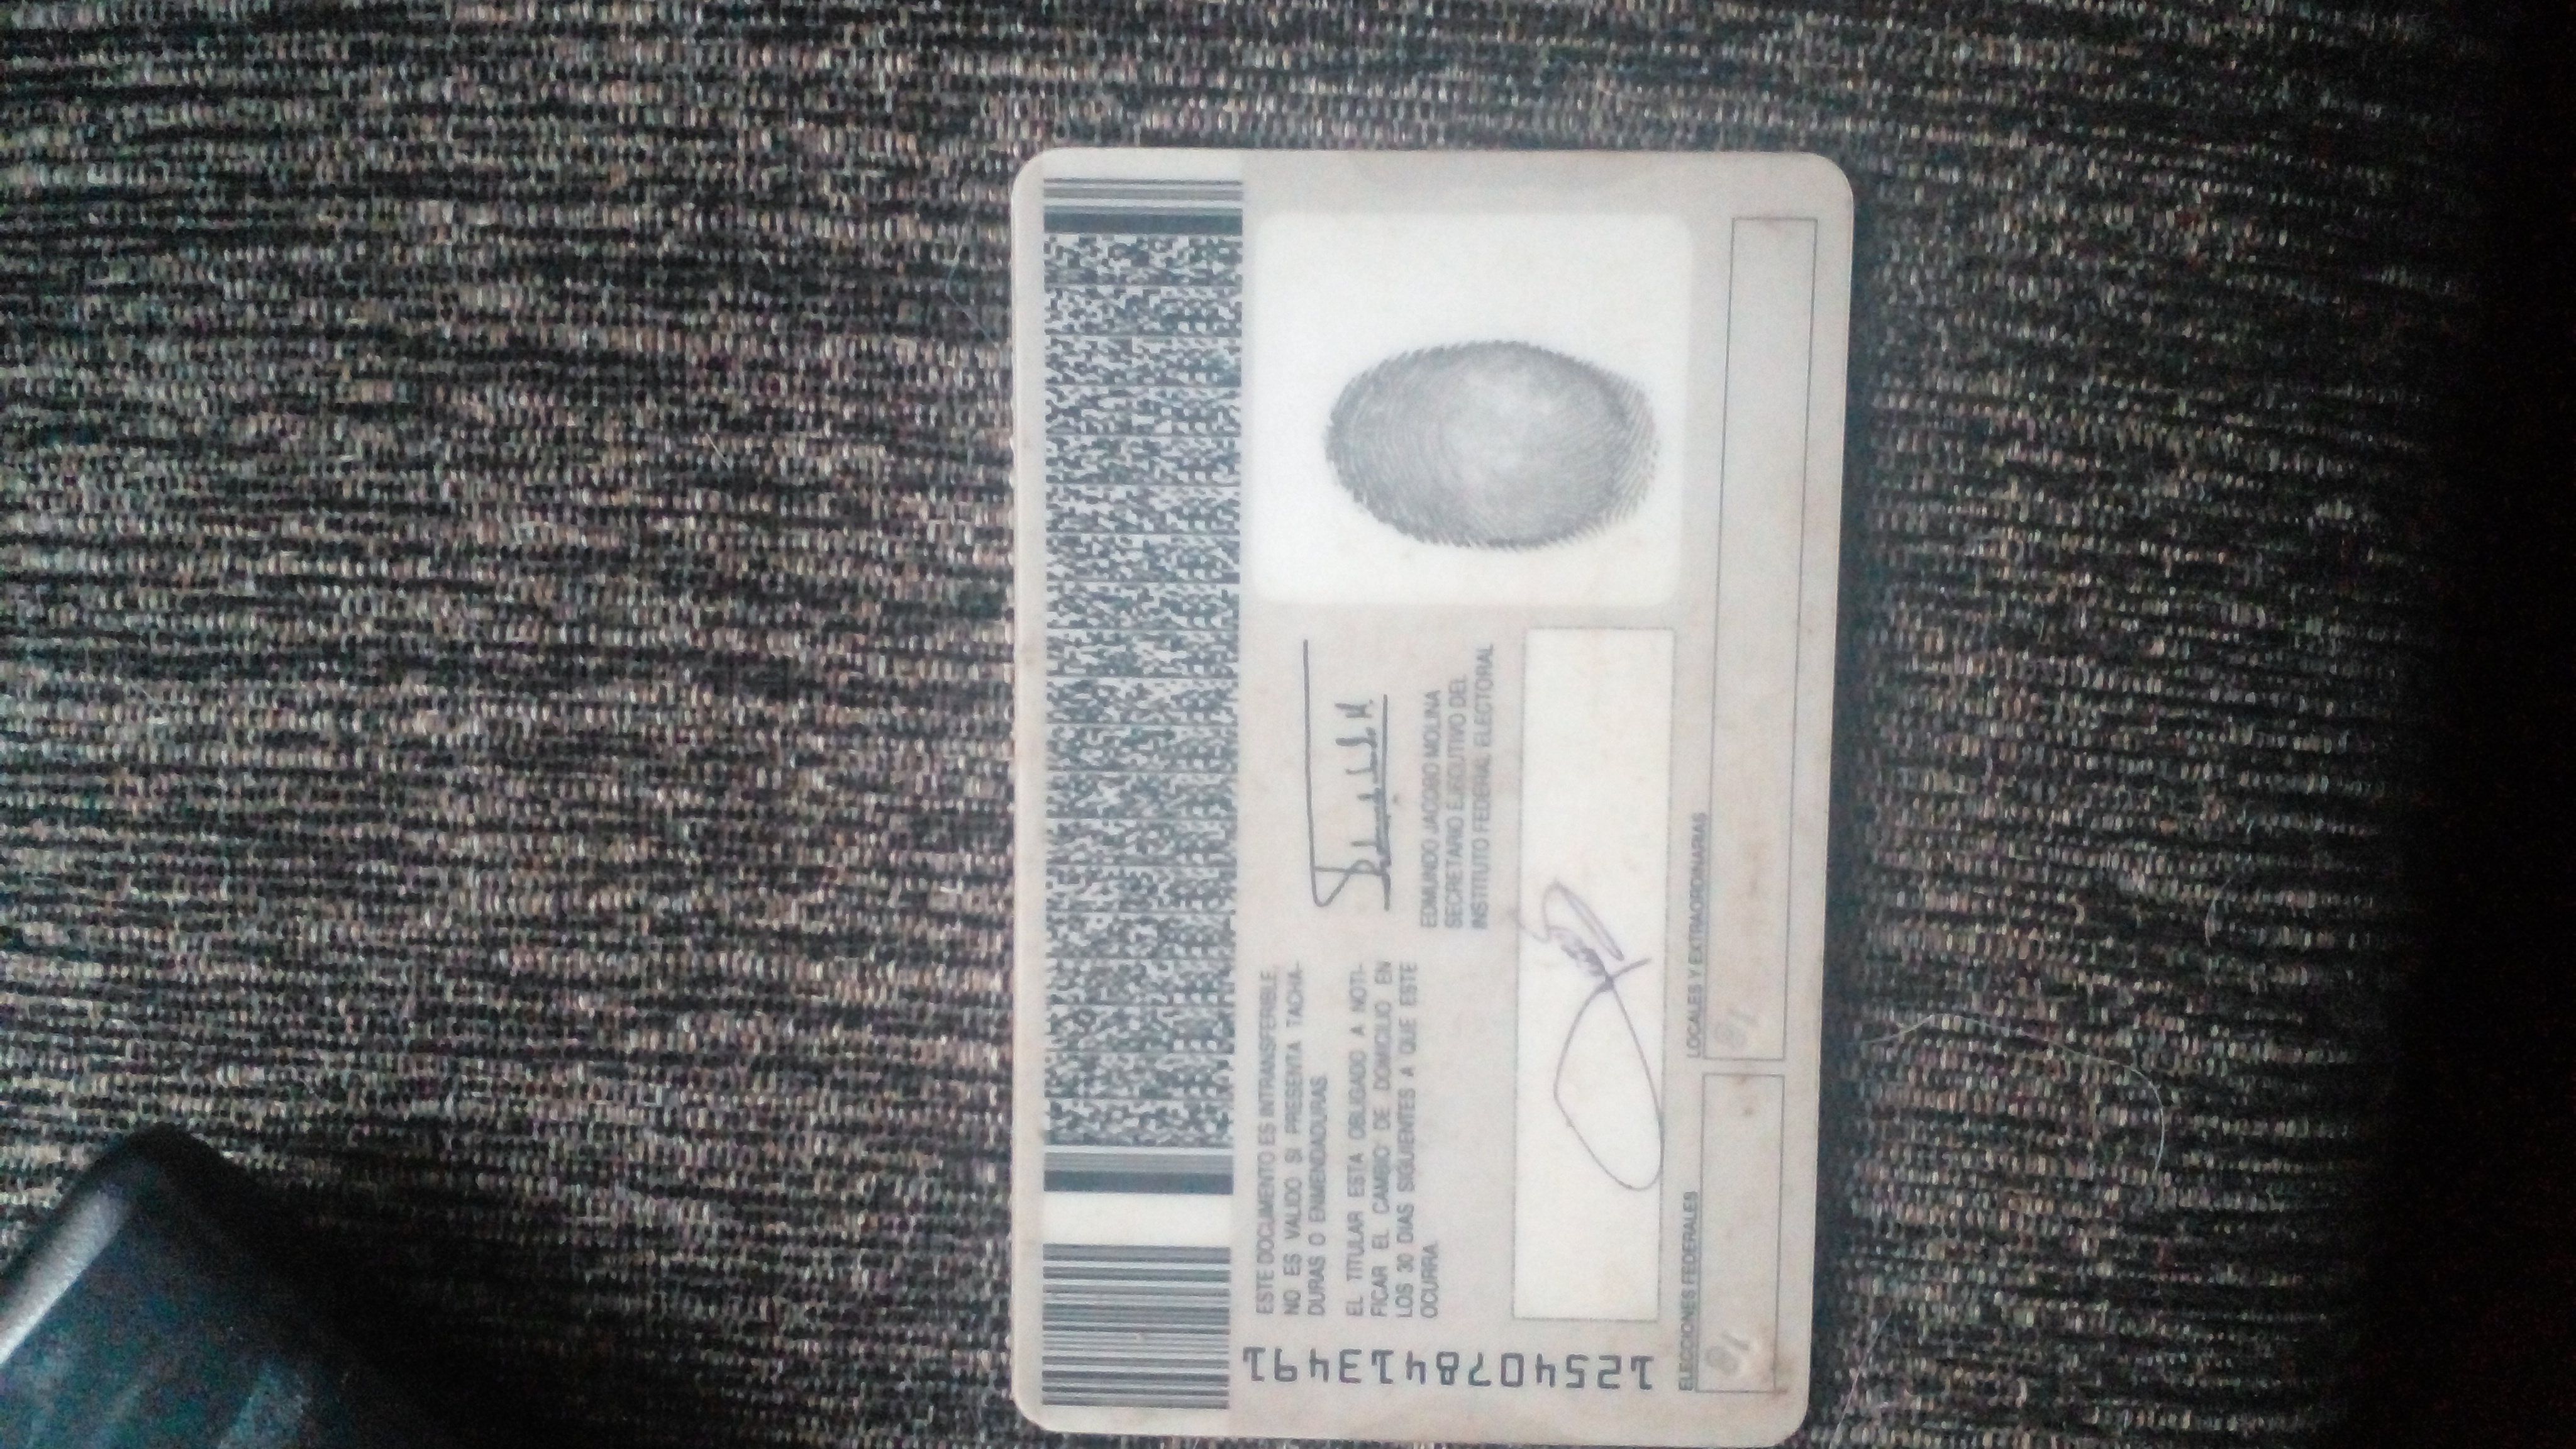 ESTE DOCUMENTO ES INTRANSFERIBLE.
NO ES VALIDO SI PRESENTA TACHA-
DURAS O ENMENDADURAS.
EL TITULAR ESTA OBLIGADO A NOTI-
FICAR EL CAMBIO DE DOMICILIO EN
LOS 30 DIAS SIGUIENTES A QUE ESTE
OCURRA.
EDMUNDO JACOBO MOLINA
SECRETARIO EJECUTIVO DEL
INSTITUTO FEDERAL ELECTORAL
1254078413491
ELECCIONES FEDERALES
LOCALES Y EXTRAORDINARIAS